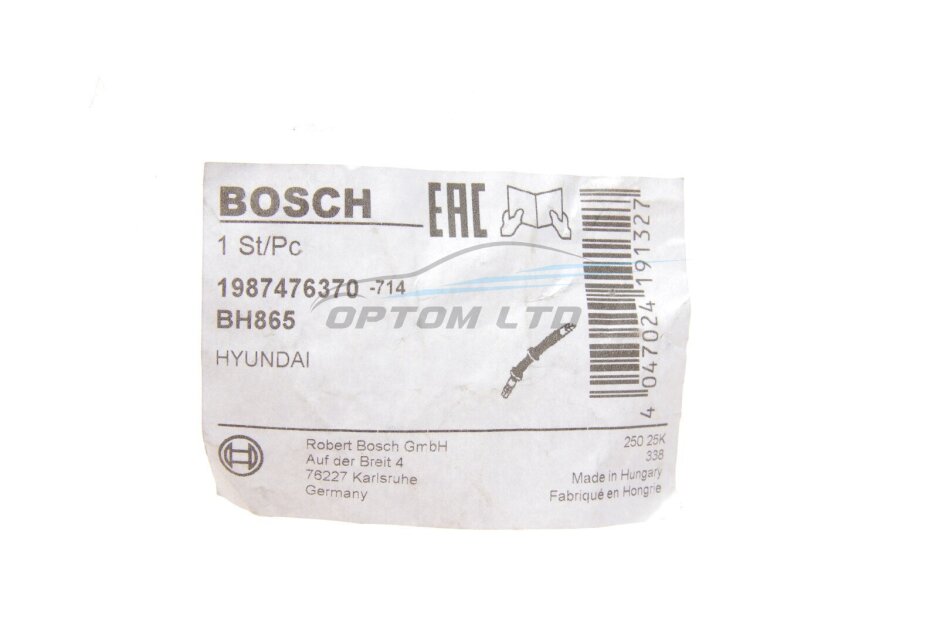 BOSCH
EAC
1 St/Pc
1987476370 -714
BH865
HYUNDAI
OPTOM LTD
4 047024 191327
Robert Bosch GmbH
Auf der Breit 4
76227 Karlsruhe
Germany
250 25K
338
Made in Hungary
Fabriqué en Hongrie